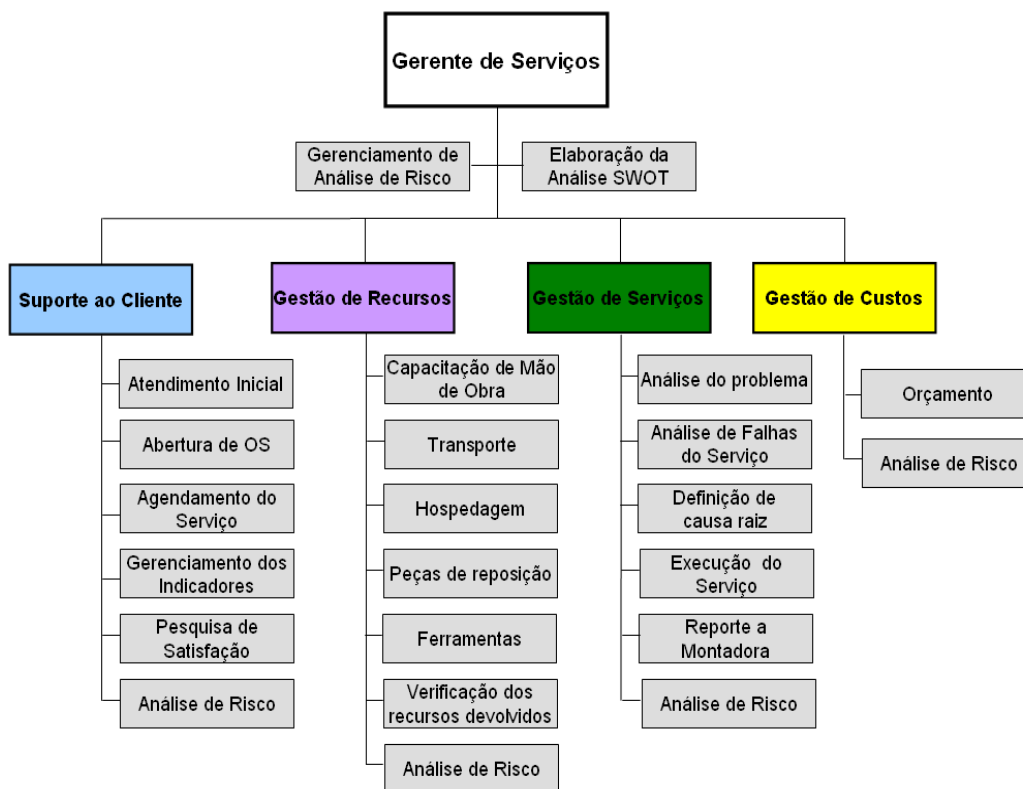 Gerente de Serviços
Gerenciamento de
Análise de Risco
Elaboração da
Análise SWOT
Suporte ao Cliente
Gestão de Recursos
Gestão de Serviços
Gestão de Custos
Atendimento Inicial
Abertura de OS
Agendamento do
Serviço
Gerenciamento dos
Indicadores
Pesquisa de
Satisfação
Análise de Risco
Capacitação de Mão
de Obra
Transporte
Hospedagem
Peças de reposição
Ferramentas
Verificação dos
recursos devolvidos
Análise de Risco
Análise do problema
Análise de Falhas
do Serviço
Definição de
causa raiz
Execução do
Serviço
Reporte a
Montadora
Análise de Risco
Orçamento
Análise de Risco